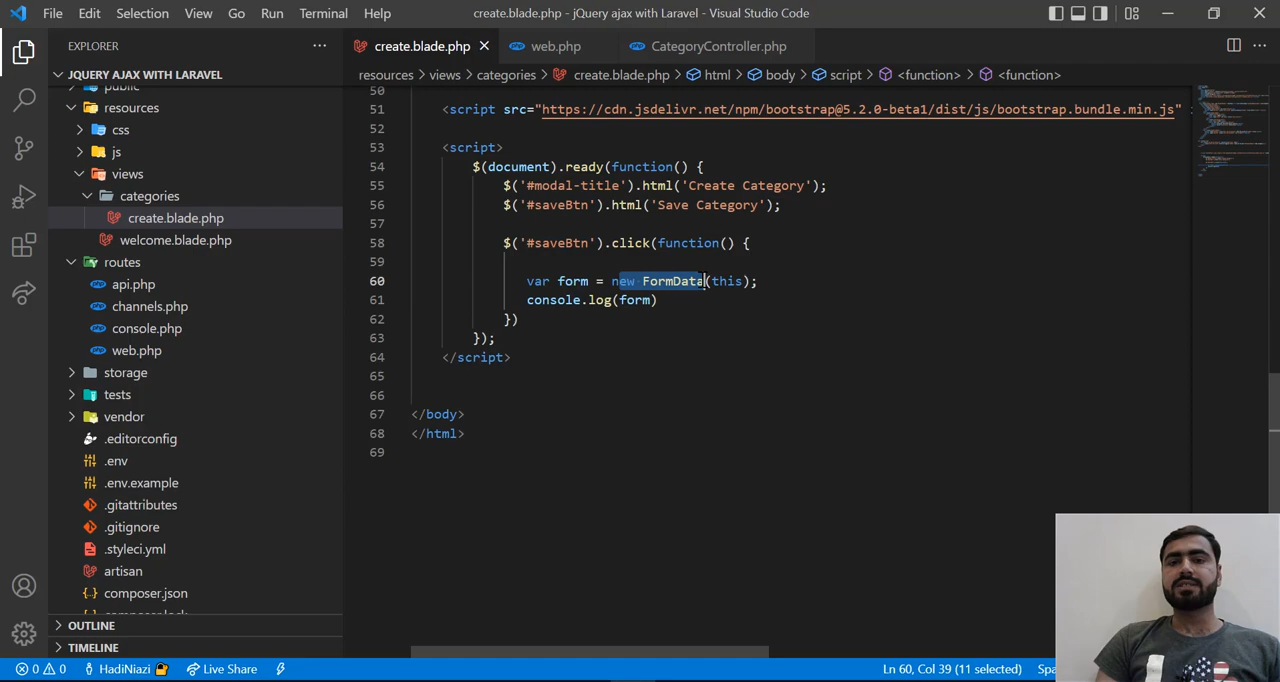 File Edit Selection View Go Run Terminal Help create.blade.php - jQuery ajax with Laravel - Visual Studio Code
EXPLORER
JQUERY AJAX WITH LARAVEL
public
resources
css
js
views
categories
create.blade.php
welcome.blade.php
routes
api.php
channels.php
console.php
web.php
storage
tests
vendor
.editorconfig
.env
.env.example
.gitattributes
.gitignore
.styleci.yml
artisan
composer.json
OUTLINE
TIMELINE
create.blade.php web.php CategoryController.php
resources > views > categories > create.blade.php > html > body > script > <function> > <function>
50
51 <script src="https://cdn.jsdelivr.net/npm/bootstrap@5.2.0-beta1/dist/js/bootstrap.bundle.min.js"
52
53 <script>
54 $(document).ready(function() {
55 $('#modal-title').html('Create Category');
56 $('#saveBtn').html('Save Category');
57
58 $('#saveBtn').click(function() {
59
60 var form = new FormData(this);
61 console.log(form)
62 })
63 });
64 </script>
65
66
67 </body>
68 </html>
69
0 0 HadiNiazi Live Share Ln 60, Col 39 (11 selected) Spa